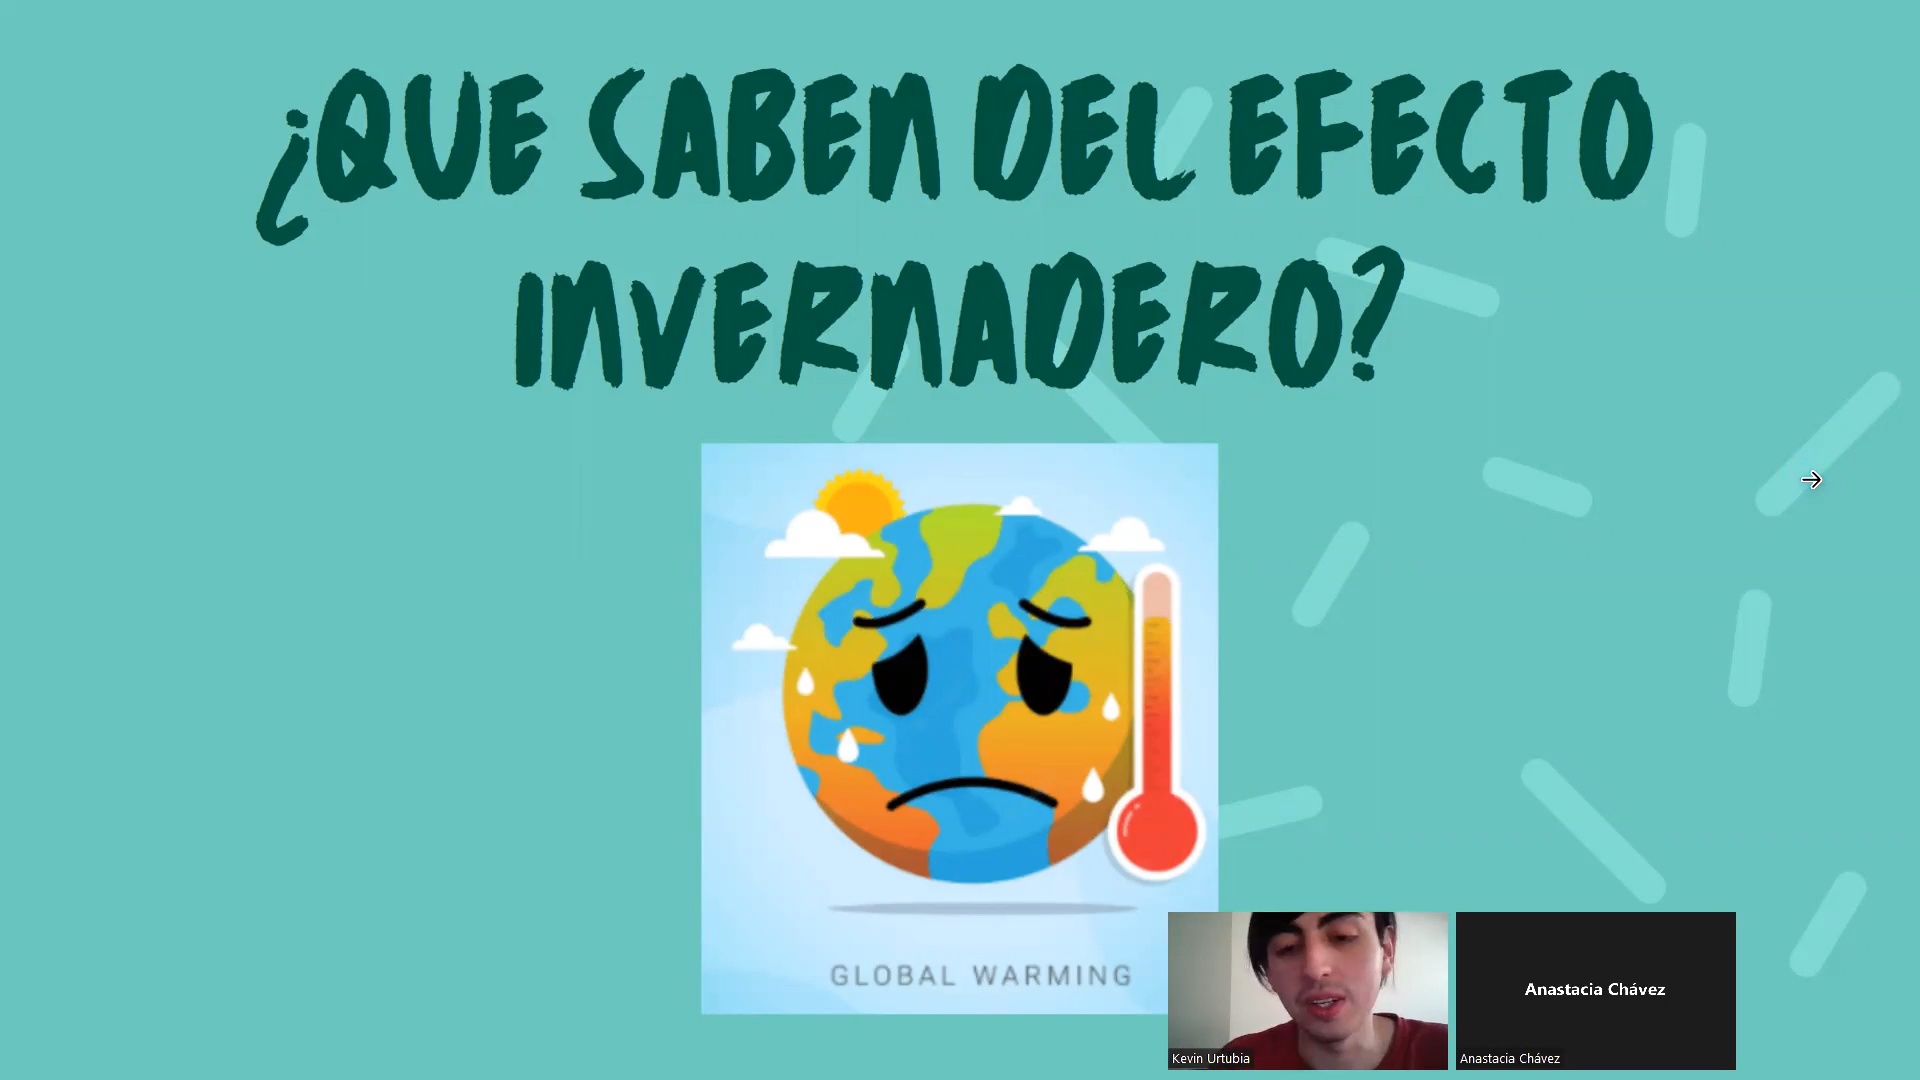 ¿QUE SABEN DEL EFECTO
INVERNADERO?
GLOBAL WARMING
Kevin Urtubia
Anastacia Chávez
Anastacia Chávez